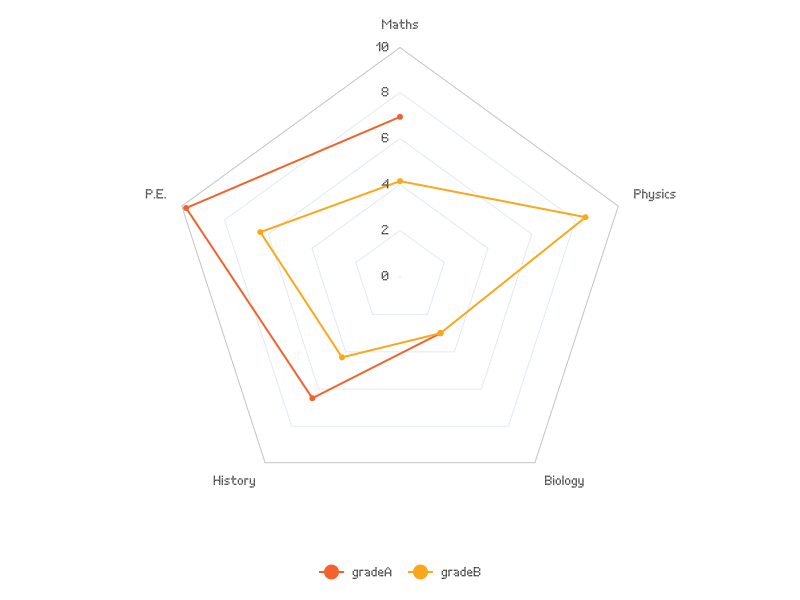 Maths
10
8
6
4
2
0
P.E.
Physics
History
Biology
gradeA
gradeB